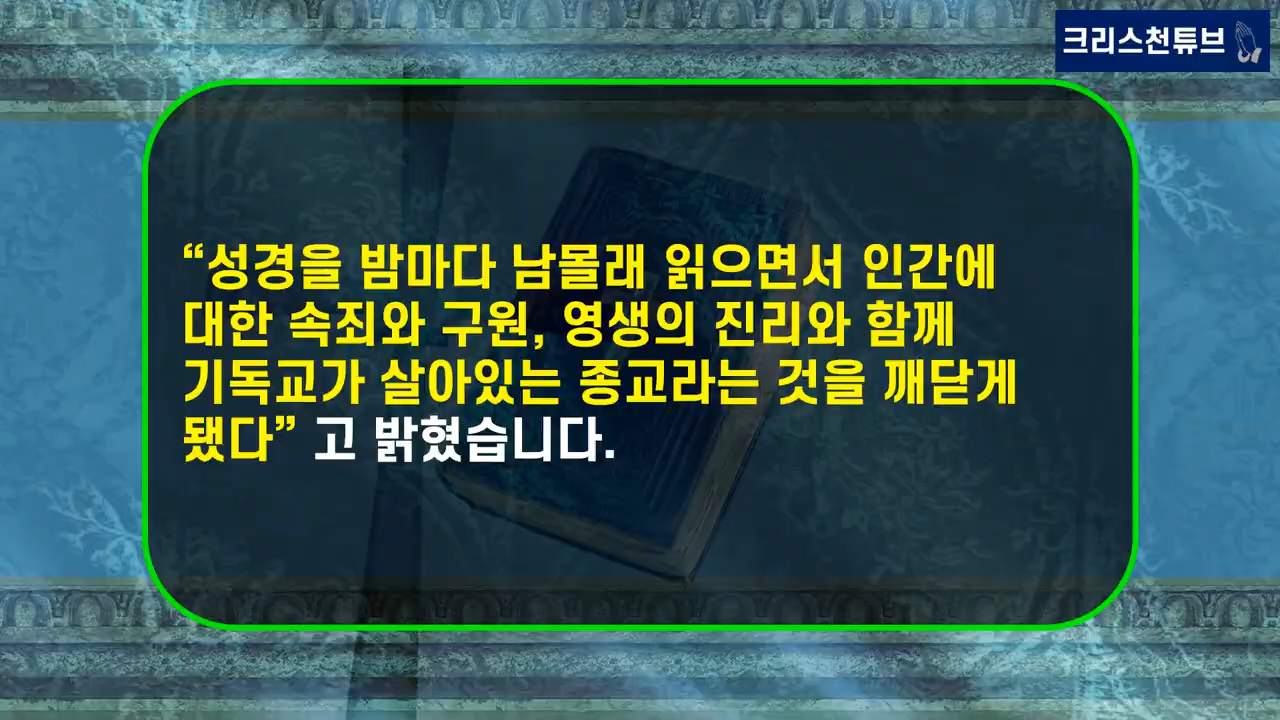 크리스천튜브
“성경을 밤마다 남몰래 읽으면서 인간에
대한 속죄와 구원, 영생의 진리와 함께
기독교가 살아있는 종교라는 것을 깨닫게
됐다” 고 밝혔습니다.